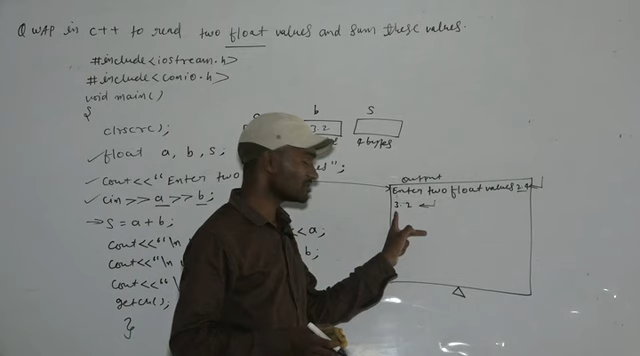 Q WAP in C++ to read two float values and sum these values.
#include<iostream.h>
#include<conio.h>
void main()
{
clrscrc);
b S
3.2
4 bytes
✓float a, b, s;
✓Cout<<"Enter two ";
✓Cin>>a>>b;
→S=a+b;
Cout<<"\n <<a;
Cout<<"\n b;
Cout<<"\
getch();
}
output
Enter two float values 2.4↵
3.2 ↵